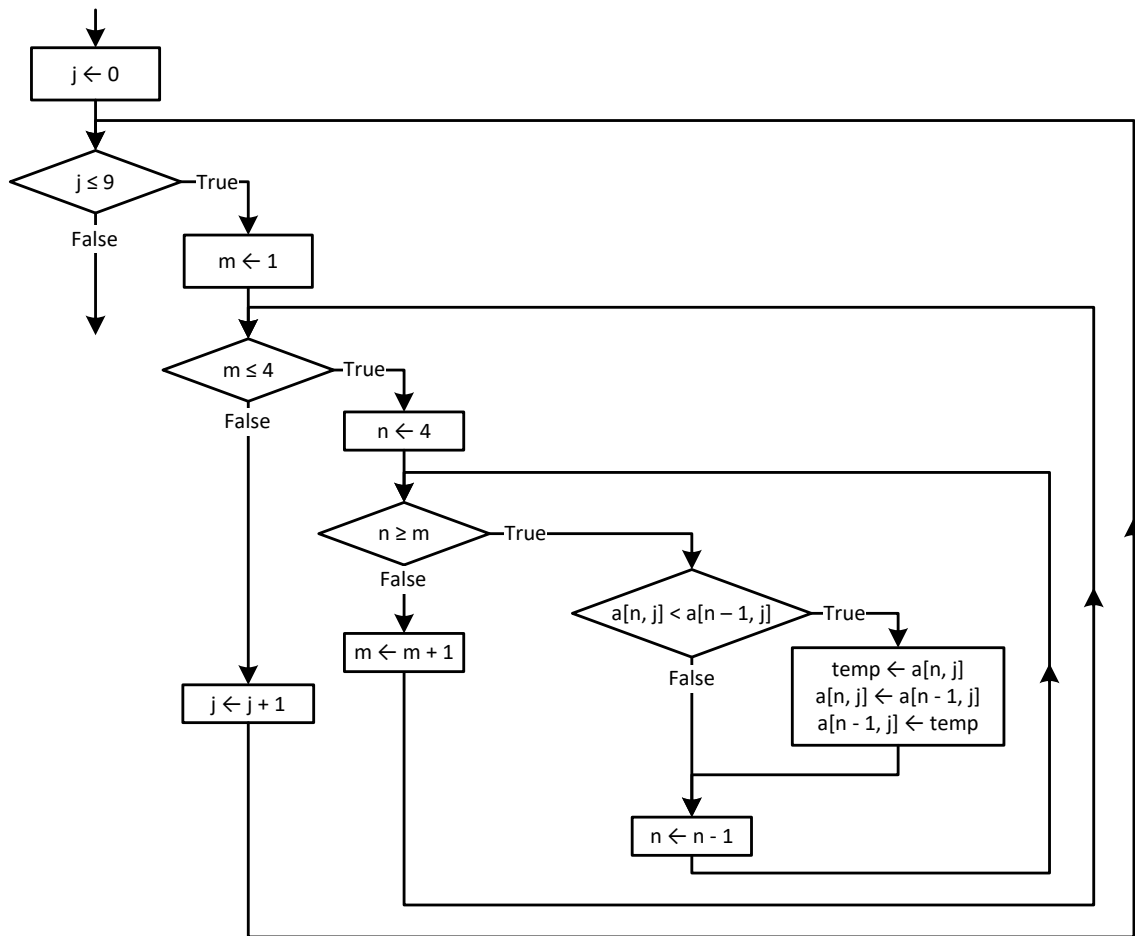 j ← 0
j ≤ 9
True
False
m ← 1
m ≤ 4
True
False
n ← 4
n ≥ m
True
False
a[n, j] < a[n – 1, j]
True
False
m ← m + 1
temp ← a[n, j]
a[n, j] ← a[n - 1, j]
a[n - 1, j] ← temp
j ← j + 1
n ← n - 1